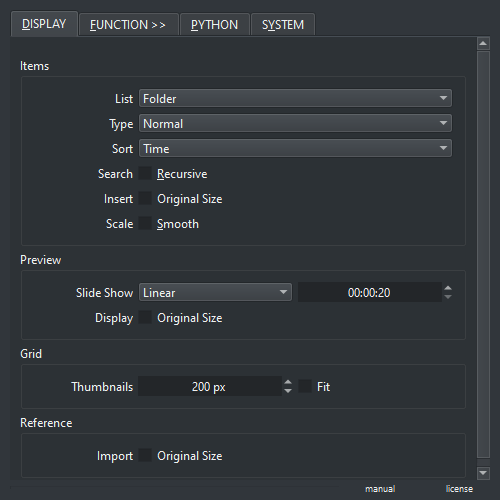 DISPLAY FUNCTION >> PYTHON SYSTEM
Items
List Folder
Type Normal
Sort Time
Search Recursive
Insert Original Size
Scale Smooth
Preview
Slide Show Linear 00:00:20
Display Original Size
Grid
Thumbnails 200 px Fit
Reference
Import Original Size
manual license